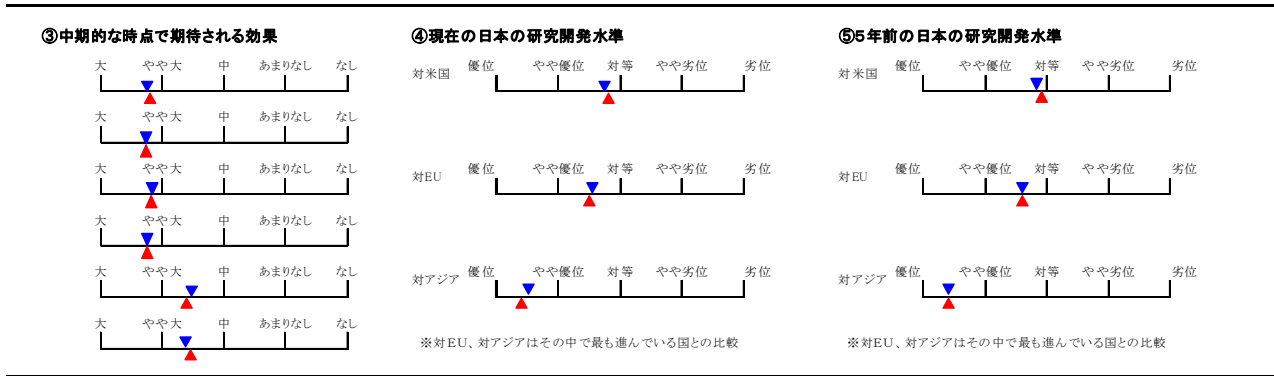 ③中期的な時点で期待される効果
大 やや大 中 あまりなし なし
大 やや大 中 あまりなし なし
大 やや大 中 あまりなし なし
大 やや大 中 あまりなし なし
大 やや大 中 あまりなし なし
大 やや大 中 あまりなし なし
④現在の日本の研究開発水準
対米国 優位 やや優位 対等 やや劣位 劣位
対EU 優位 やや優位 対等 やや劣位 劣位
対アジア 優位 やや優位 対等 やや劣位 劣位
※対EU、対アジアはその中で最も進んでいる国との比較
⑤5年前の日本の研究開発水準
対米国 優位 やや優位 対等 やや劣位 劣位
対EU 優位 やや優位 対等 やや劣位 劣位
対アジア 優位 やや優位 対等 やや劣位 劣位
※対EU、対アジアはその中で最も進んでいる国との比較